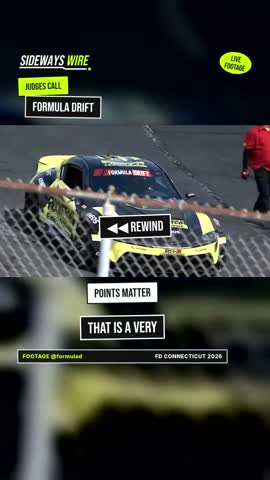 SIDEWAYS WIRE.
LIVE
FOOTAGE
JUDGES CALL
FORMULA DRIFT
FORMULA DRIFT
REWIND
POINTS MATTER
THAT IS A VERY
FOOTAGE @formulad
FD CONNECTICUT 2026